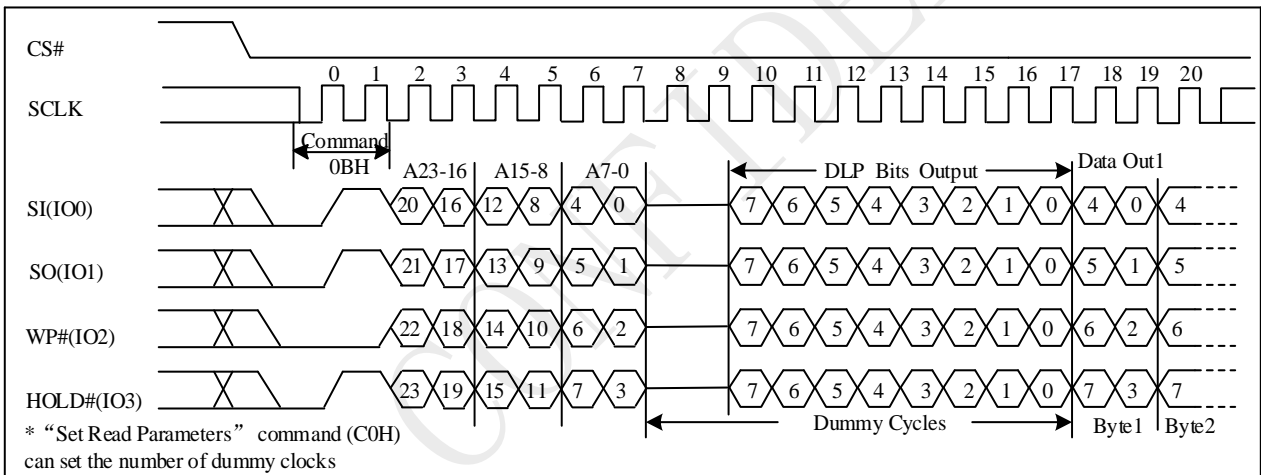 CONFIDE
CS#
0 1 2 3 4 5 6 7 8 9 10 11 12 13 14 15 16 17 18 19 20
SCLK
Command
0BH
A23-16 A15-8 A7-0 DLP Bits Output Data Out1
SI(IO0) 20 16 12 8 4 0 7 6 5 4 3 2 1 0 4 0 4
SO(IO1) 21 17 13 9 5 1 7 6 5 4 3 2 1 0 5 1 5
WP#(IO2) 22 18 14 10 6 2 7 6 5 4 3 2 1 0 6 2 6
HOLD#(IO3) 23 19 15 11 7 3 7 6 5 4 3 2 1 0 7 3 7
Dummy Cycles Byte1 Byte2
* “Set Read Parameters” command (C0H)
can set the number of dummy clocks